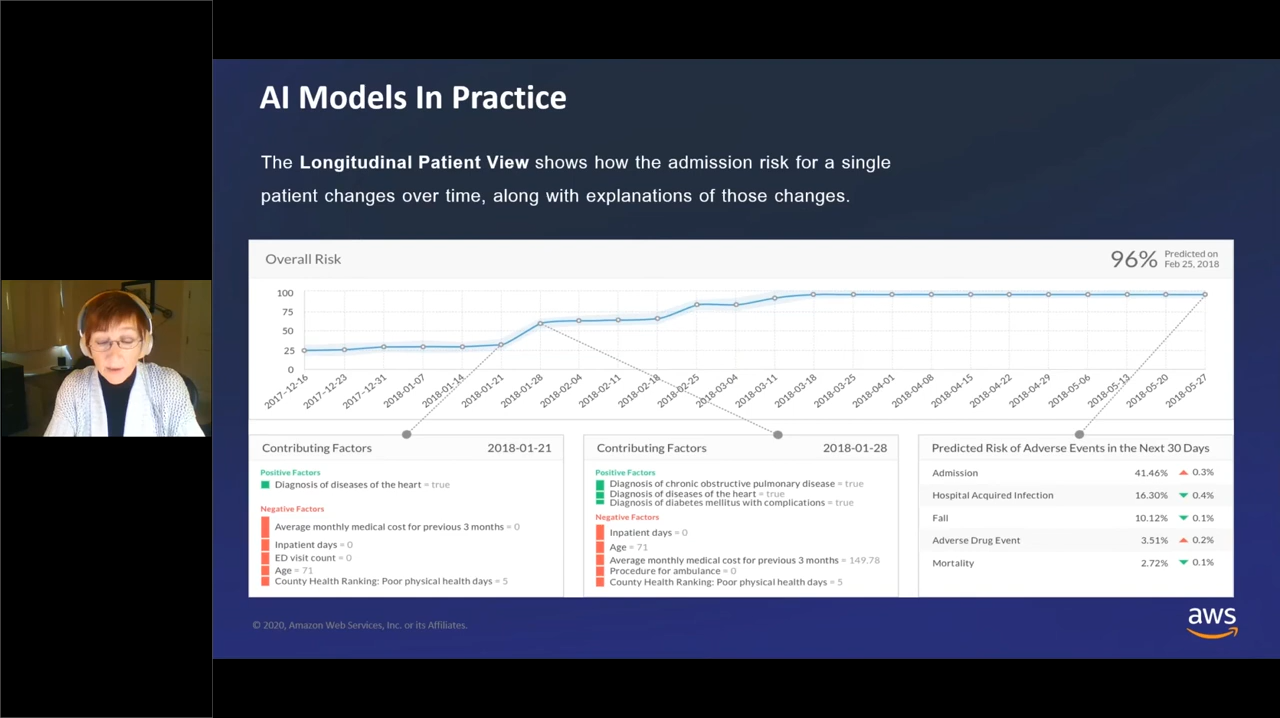 AI Models In Practice
The Longitudinal Patient View shows how the admission risk for a single
patient changes over time, along with explanations of those changes.
Overall Risk
96%
Predicted on
Feb 25, 2018
100
75
50
25
0
2017-12-16
2017-12-23
2017-12-31
2018-01-07
2018-01-14
2018-01-21
2018-01-28
2018-02-04
2018-02-11
2018-02-18
2018-02-25
2018-03-04
2018-03-11
2018-03-18
2018-03-25
2018-04-01
2018-04-08
2018-04-15
2018-04-22
2018-04-29
2018-05-06
2018-05-13
2018-05-20
2018-05-27
Contributing Factors 2018-01-21
Positive Factors
Diagnosis of diseases of the heart = true
Negative Factors
Average monthly medical cost for previous 3 months = 0
Inpatient days = 0
ED visit count = 0
Age = 71
County Health Ranking: Poor physical health days = 5
Contributing Factors 2018-01-28
Positive Factors
Diagnosis of chronic obstructive pulmonary disease = true
Diagnosis of diseases of the heart = true
Diagnosis of diabetes mellitus with complications = true
Negative Factors
Inpatient days = 0
Age = 71
Average monthly medical cost for previous 3 months = 149.78
Procedure for ambulance = 0
County Health Ranking: Poor physical health days = 5
Predicted Risk of Adverse Events in the Next 30 Days
Admission 41.46% 0.3%
Hospital Acquired Infection 16.30% 0.4%
Fall 10.12% 0.1%
Adverse Drug Event 3.51% 0.2%
Mortality 2.72% 0.1%
© 2020, Amazon Web Services, Inc. or its Affiliates.
aws